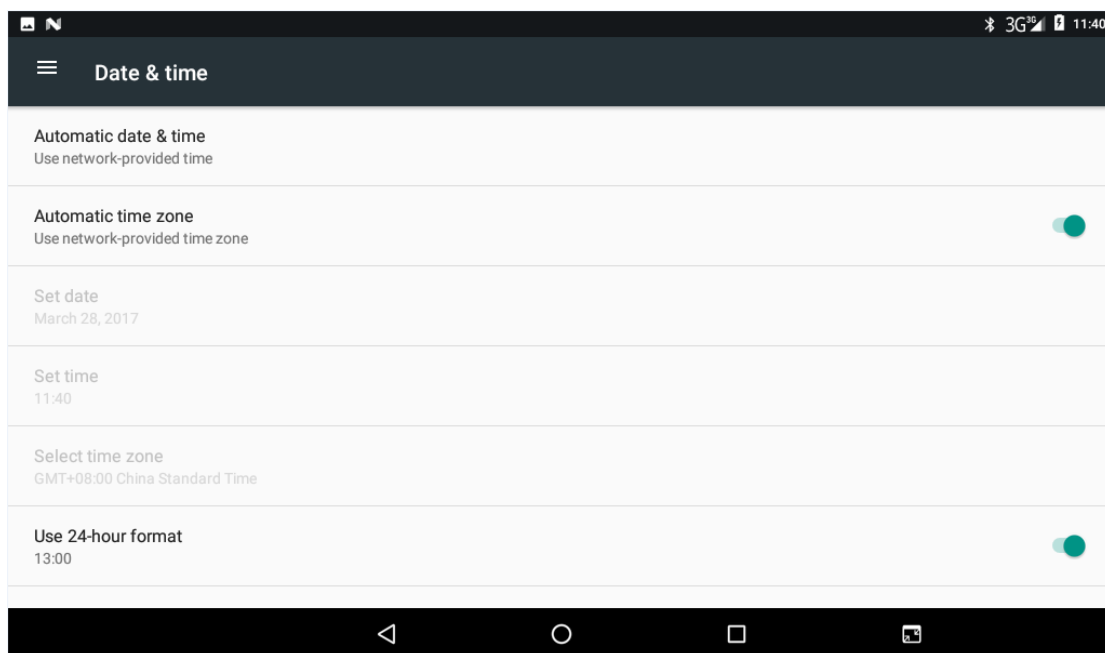 3G 3G 11:40
Date & time
Automatic date & time
Use network-provided time
Automatic time zone
Use network-provided time zone
Set date
March 28, 2017
Set time
11:40
Select time zone
GMT+08:00 China Standard Time
Use 24-hour format
13:00